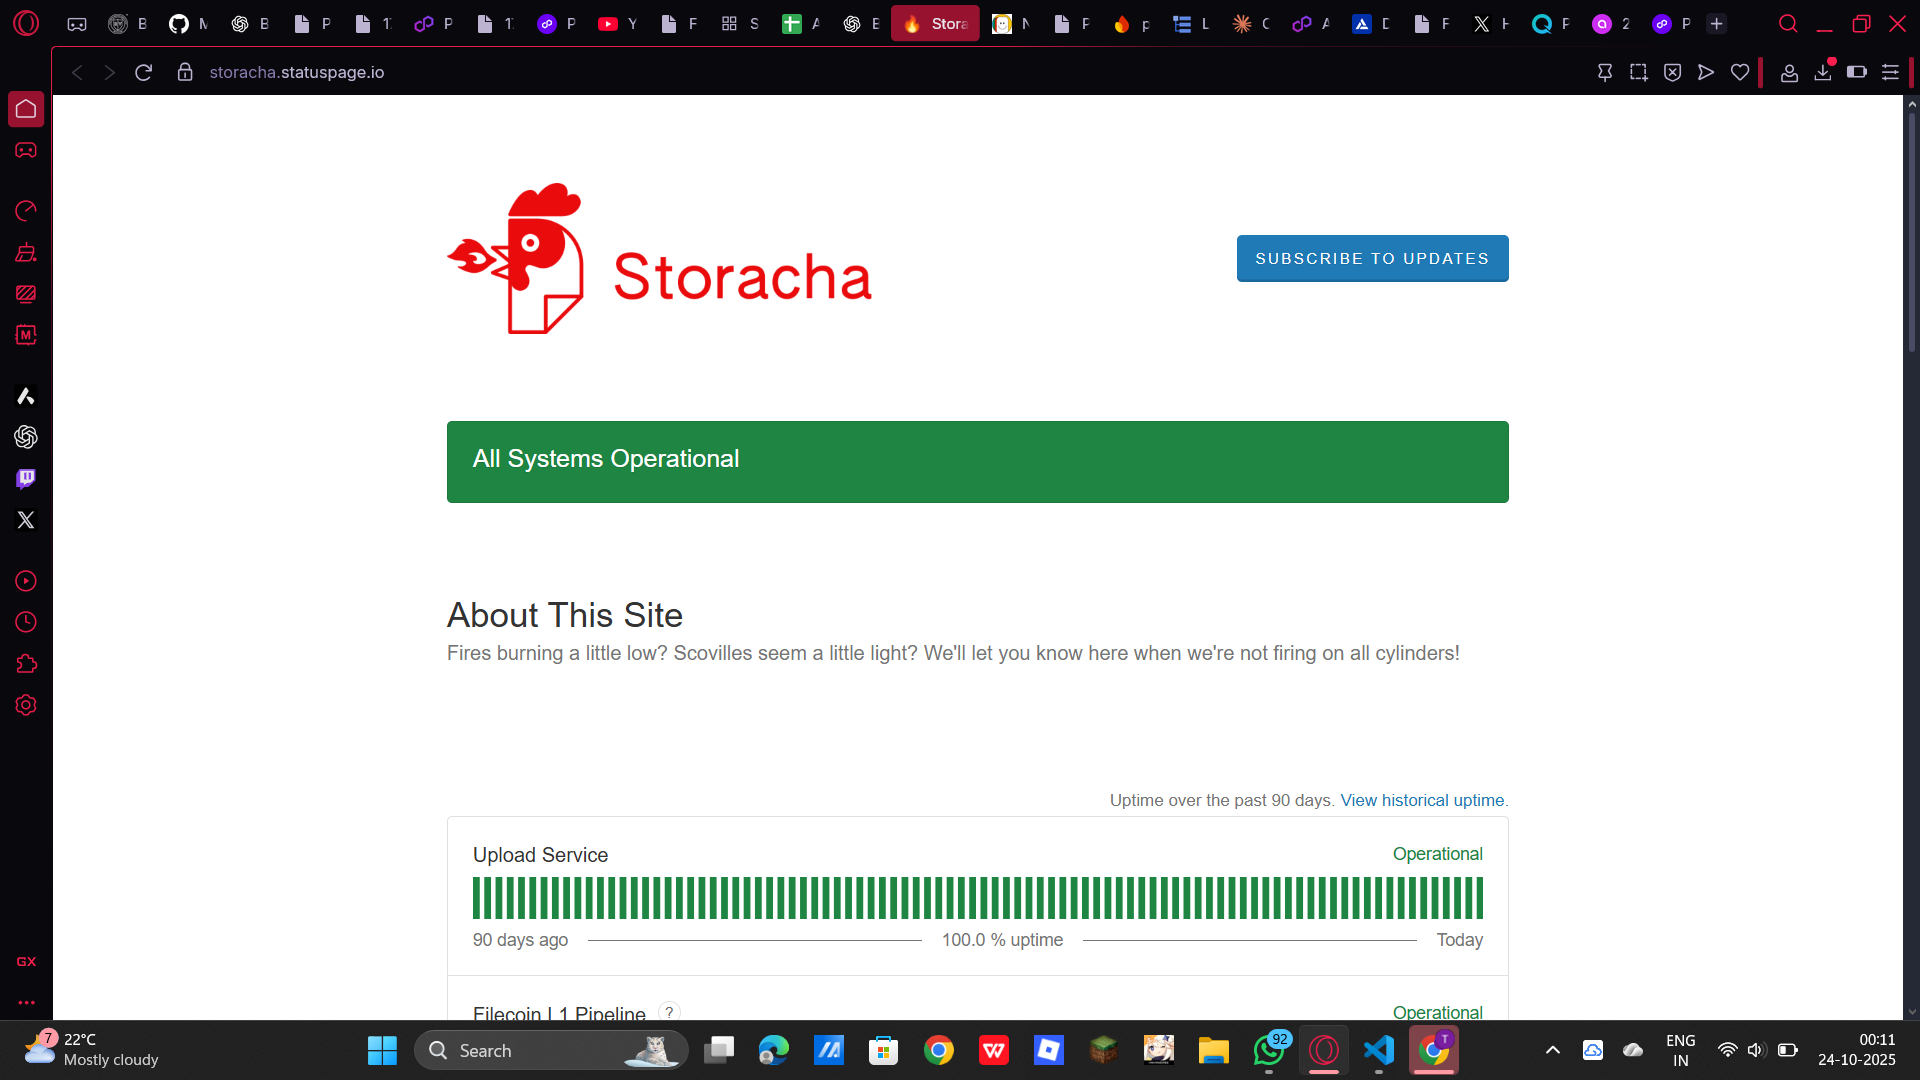 B
M
B
P
1
P
1
P
Y
F
S
A
B
Stora
N
F
p
L
C
A
D
F
H
P
2
P
storacha.statuspage.io
Storacha
SUBSCRIBE TO UPDATES
All Systems Operational
About This Site
Fires burning a little low? Scovilles seem a little light? We'll let you know here when we're not firing on all cylinders!
Uptime over the past 90 days. View historical uptime.
Upload Service
Operational
90 days ago
100.0 % uptime
Today
Filecoin L1 Pipeline ?
Operational
M
GX
7
22°C
Mostly cloudy
Search
92
T
ENG
IN
00:11
24-10-2025